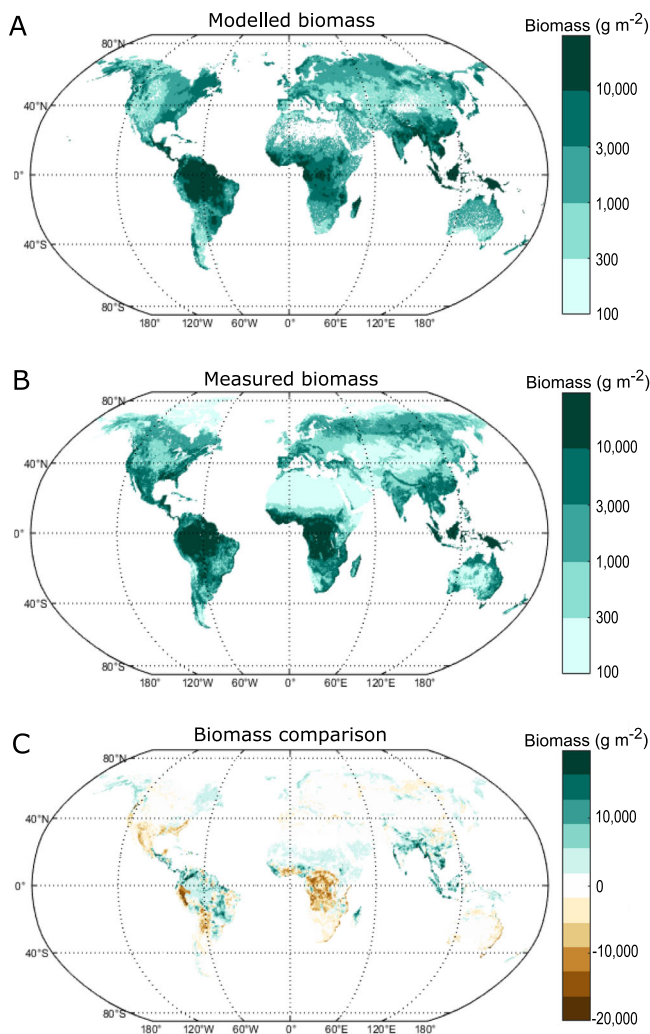 A
Modelled biomass
Biomass (g m-2)
80°N
40°N
0°
40°S
80°S
180° 120°W 60°W 0° 60°E 120°E 180°
10,000
3,000
1,000
300
100
B
Measured biomass
Biomass (g m-2)
80°N
40°N
0°
40°S
80°S
180° 120°W 60°W 0° 60°E 120°E 180°
10,000
3,000
1,000
300
100
C
Biomass comparison
Biomass (g m-2)
80°N
40°N
0°
40°S
80°S
180° 120°W 60°W 0° 60°E 120°E 180°
10,000
0
-10,000
-20,000